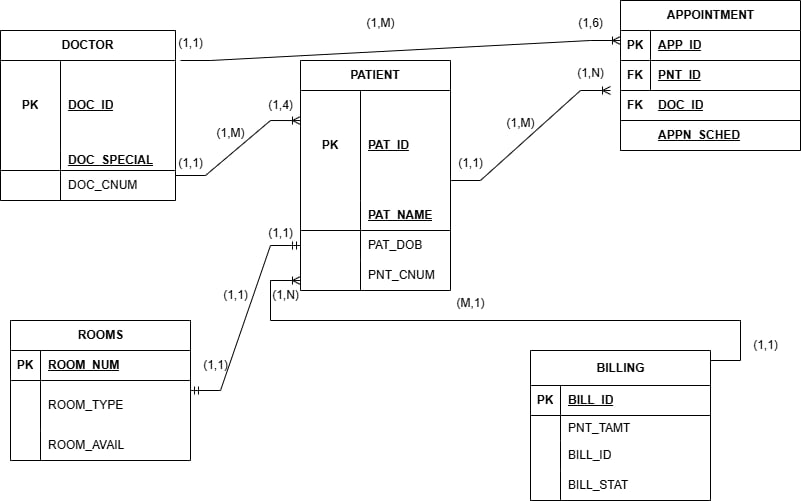 DOCTOR
PK DOC_ID
DOC_SPECIAL
DOC_CNUM
(1,1)
(1,M)
(1,6)
APPOINTMENT
PK APP_ID
FK PNT_ID
FK DOC_ID
APPN_SCHED
PATIENT
PK PAT_ID
PAT_NAME
PAT_DOB
PNT_CNUM
(1,4)
(1,M)
(1,1)
(1,N)
(1,M)
(1,1)
(1,1)
(1,1)
(1,1)
(1,N)
(M,1)
(1,1)
ROOMS
PK ROOM_NUM
ROOM_TYPE
ROOM_AVAIL
BILLING
PK BILL_ID
PNT_TAMT
BILL_ID
BILL_STAT